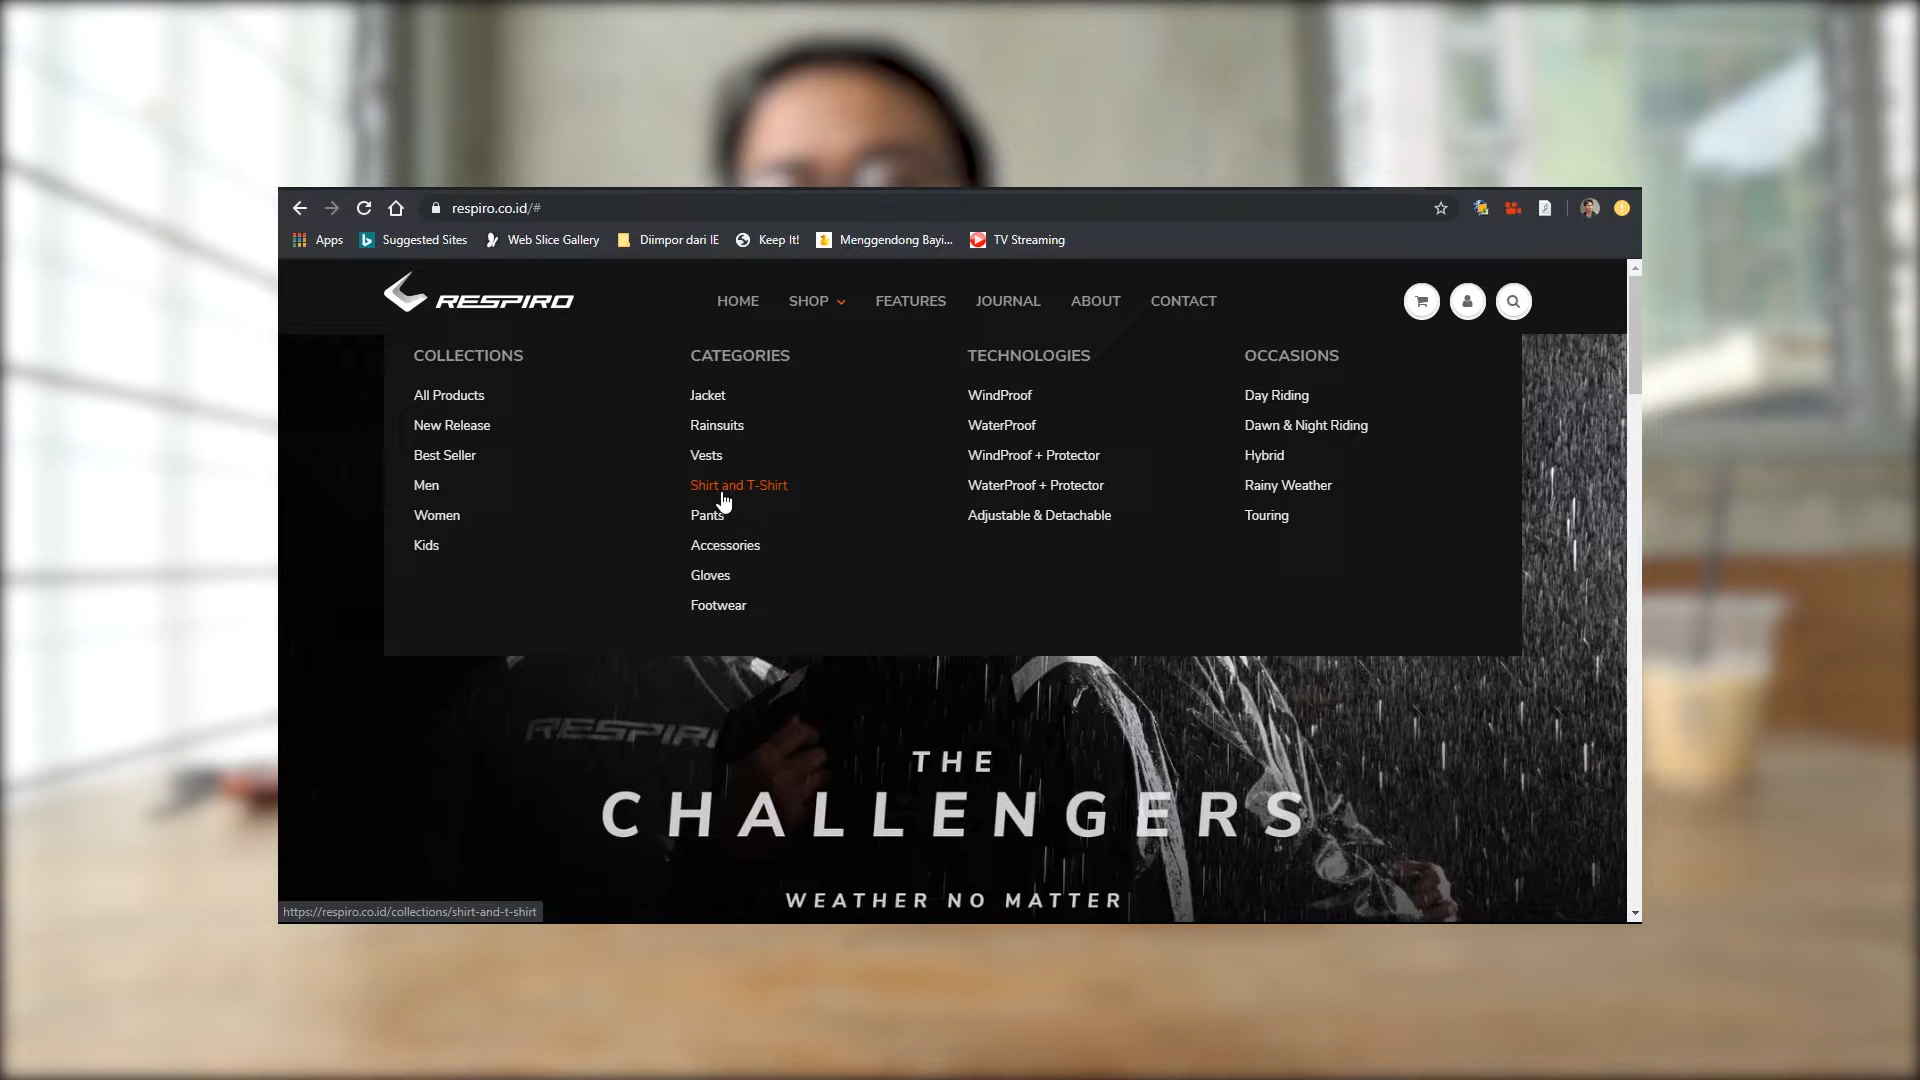 respiro.co.id/#
Apps Suggested Sites Web Slice Gallery Diimpor dari IE Keep It! Menggendong Bayi... TV Streaming
RESPIRO HOME SHOP FEATURES JOURNAL ABOUT CONTACT
COLLECTIONS
All Products
New Release
Best Seller
Men
Women
Kids
CATEGORIES
Jacket
Rainsuits
Vests
Shirt and T-Shirt
Pants
Accessories
Gloves
Footwear
TECHNOLOGIES
WindProof
WaterProof
WindProof + Protector
WaterProof + Protector
Adjustable & Detachable
OCCASIONS
Day Riding
Dawn & Night Riding
Hybrid
Rainy Weather
Touring
RESPIR
THE
CHALLENGERS
WEATHER NO MATTER
https://respiro.co.id/collections/shirt-and-t-shirt